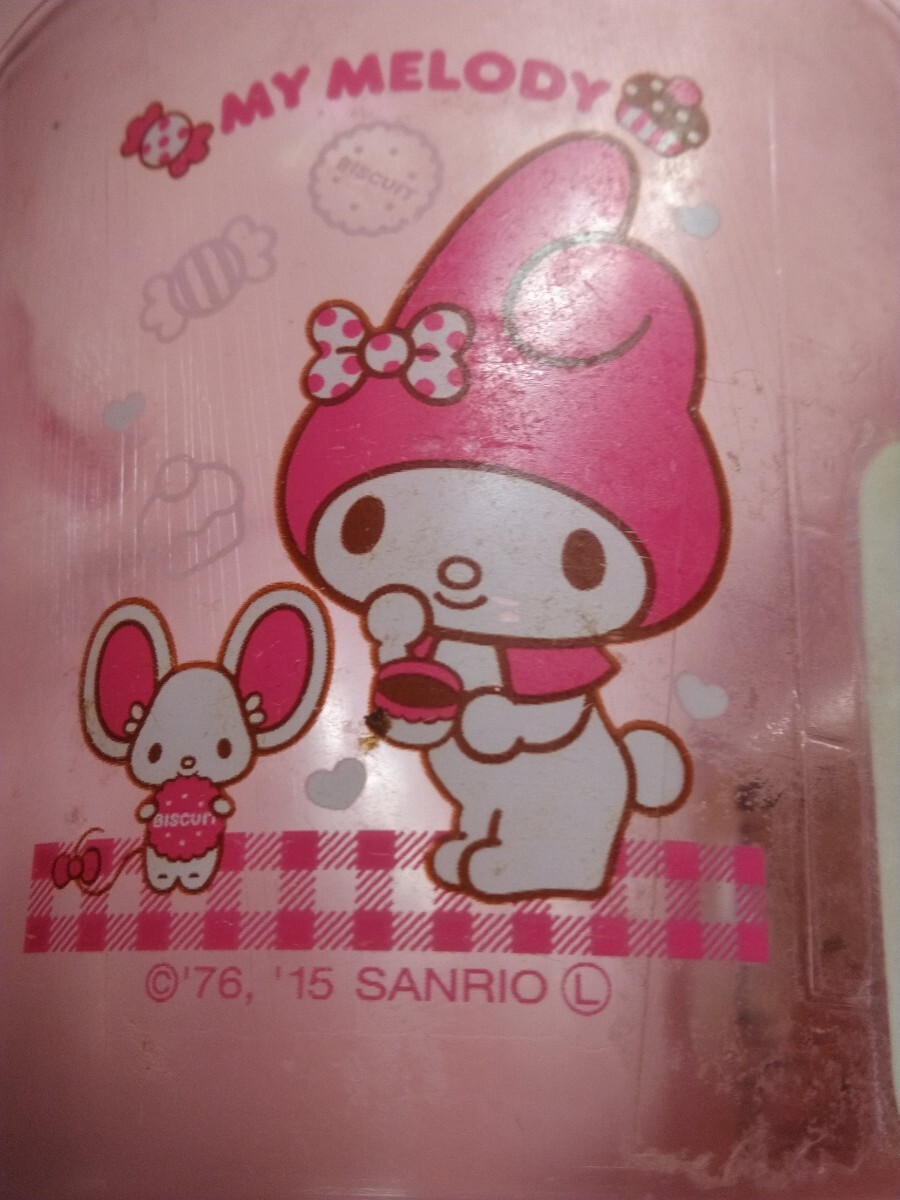 MY MELODY
BISCUIT
BISCUIT
©'76, '15 SANRIO Ⓛ